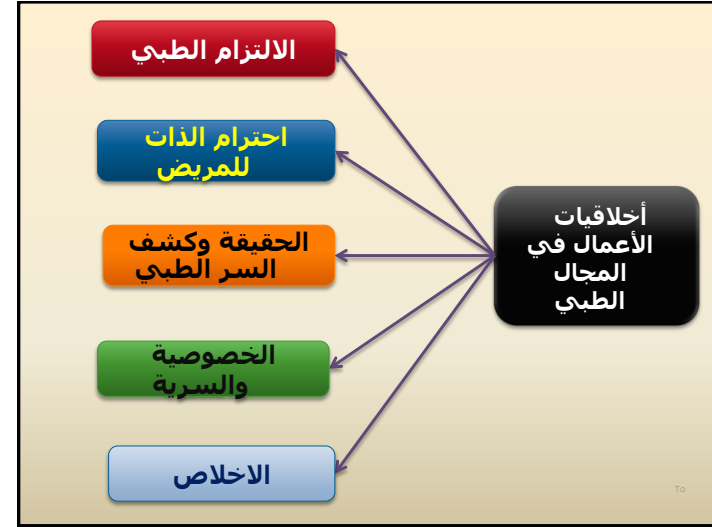 الالتزام الطبي
احترام الذات
للمريض
الحقيقة وكشف
السر الطبي
الخصوصية
والسرية
الاخلاص
أخلاقيات
الأعمال في
المجال
الطبي
٢٥